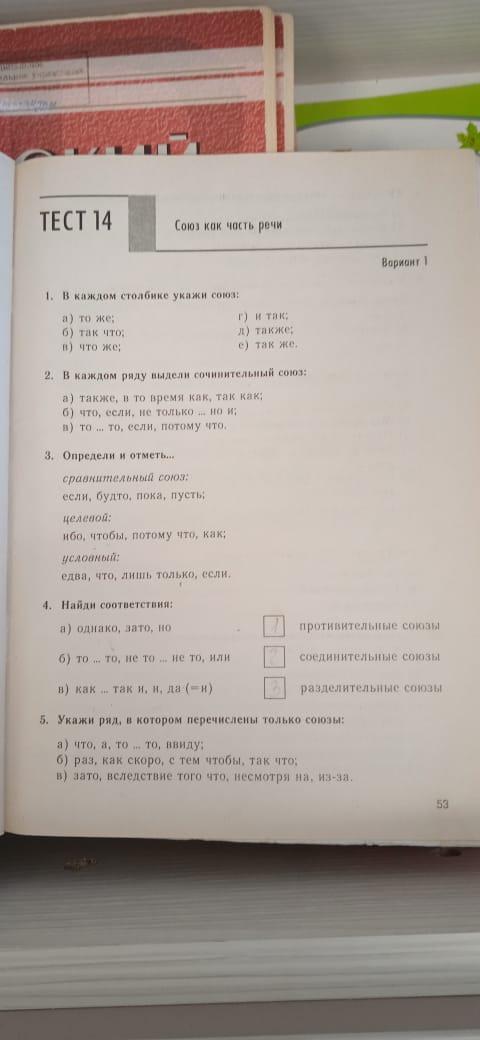 ТЕСТ 14
Союз как часть речи
Вариант 1
1. В каждом столбике укажи союз:
а) то же; г) и так;
б) так что; д) также;
в) что же; е) так же.
2. В каждом ряду выдели сочинительный союз:
а) также, в то время как, так как;
б) что, если, не только ... но и;
в) то ... то, если, потому что.
3. Определи и отметь...
сравнительный союз:
если, будто, пока, пусть;
целевой:
ибо, чтобы, потому что, как;
условный:
едва, что, лишь только, если.
4. Найди соответствия:
а) однако, зато, но 1 противительные союзы
б) то ... то, не то ... не то, или 2 соединительные союзы
в) как ... так и, и, да (=и) 3 разделительные союзы
5. Укажи ряд, в котором перечислены только союзы:
а) что, а, то ... то, ввиду;
б) раз, как скоро, с тем чтобы, так что;
в) зато, вследствие того что, несмотря на, из-за.
53